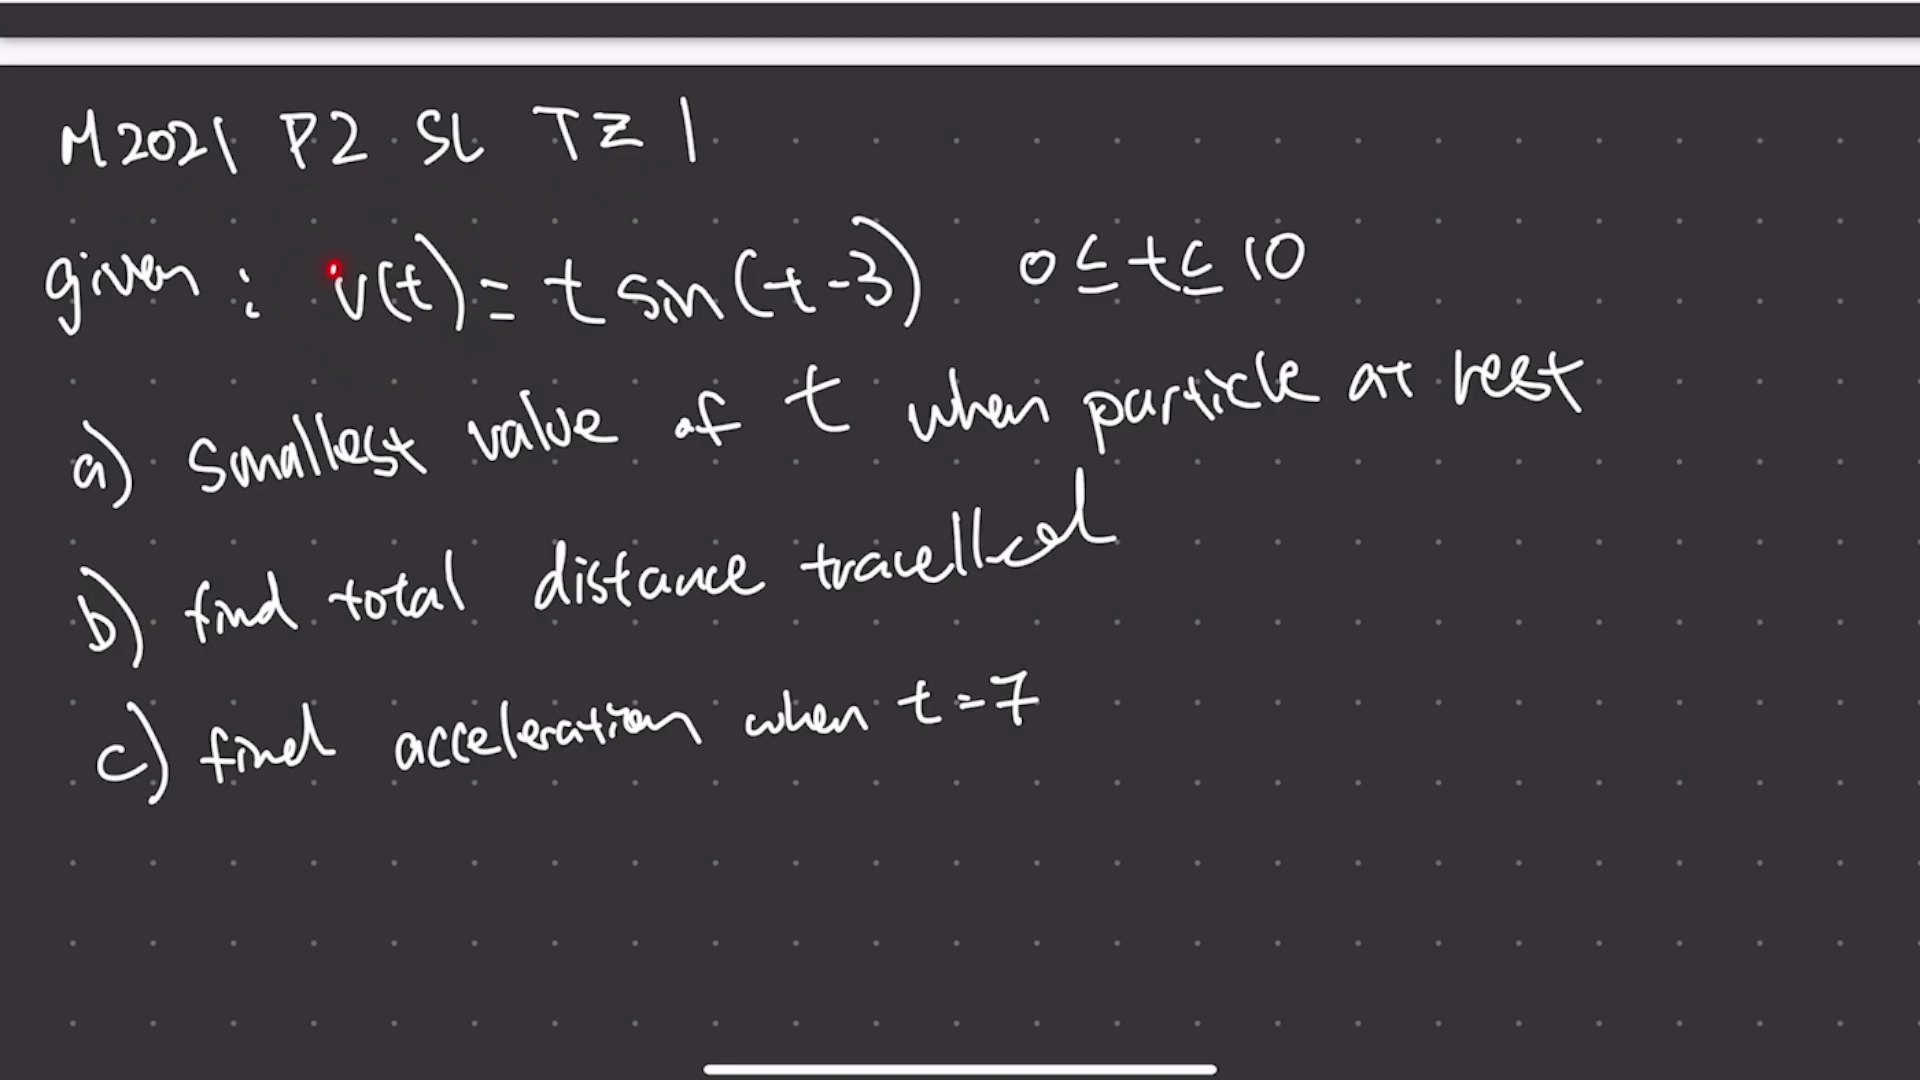 M2021 P2 SL TZ 1
given : v(t) = t sin(t-3) 0 ≤ t ≤ 10
a) smallest value of t when particle at rest
b) find total distance travelled
c) find acceleration when t = 7